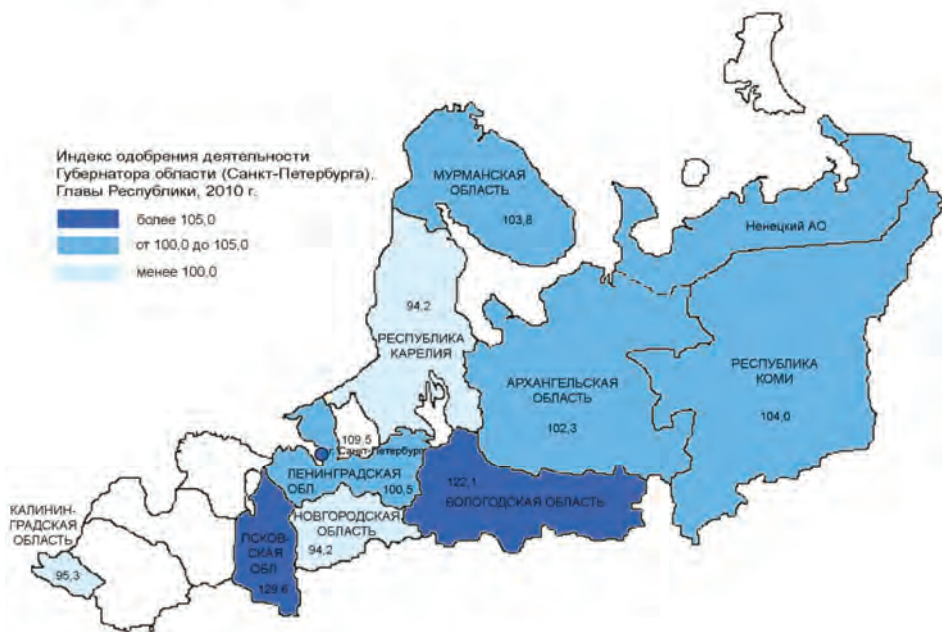 Индекс одобрения деятельности
Губернатора области (Санкт-Петербурга).
Главы Республики, 2010 г.
более 105,0
от 100,0 до 105,0
менее 100,0
МУРМАНСКАЯ
ОБЛАСТЬ
103,8
Ненецкий АО
94,2
РЕСПУБЛИКА
КАРЕЛИЯ
РЕСПУБЛИКА
КОМИ
104,0
АРХАНГЕЛЬСКАЯ
ОБЛАСТЬ
102,3
109,5
г. Санкт-Петербург
ЛЕНИНГРАДСКАЯ
ОБЛ
100,5
122,1
ВОЛОГОДСКАЯ ОБЛАСТЬ
КАЛИНИН-
ГРАДСКАЯ
ОБЛАСТЬ
95,3
НОВГОРОДСКАЯ
ОБЛАСТЬ
94,2
ПСКОВ-
СКАЯ
ОБЛ
129,6